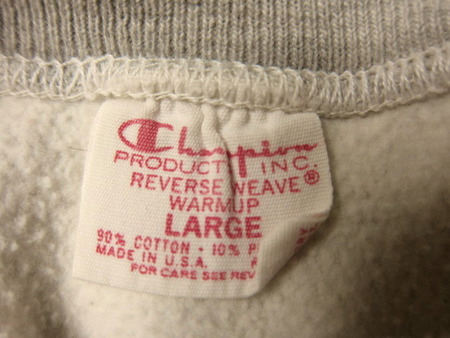 Champion
PRODUCTS INC.
REVERSE WEAVE®
WARMUP
LARGE
90% COTTON · 10% P
MADE IN U.S.A.
FOR CARE SEE REV